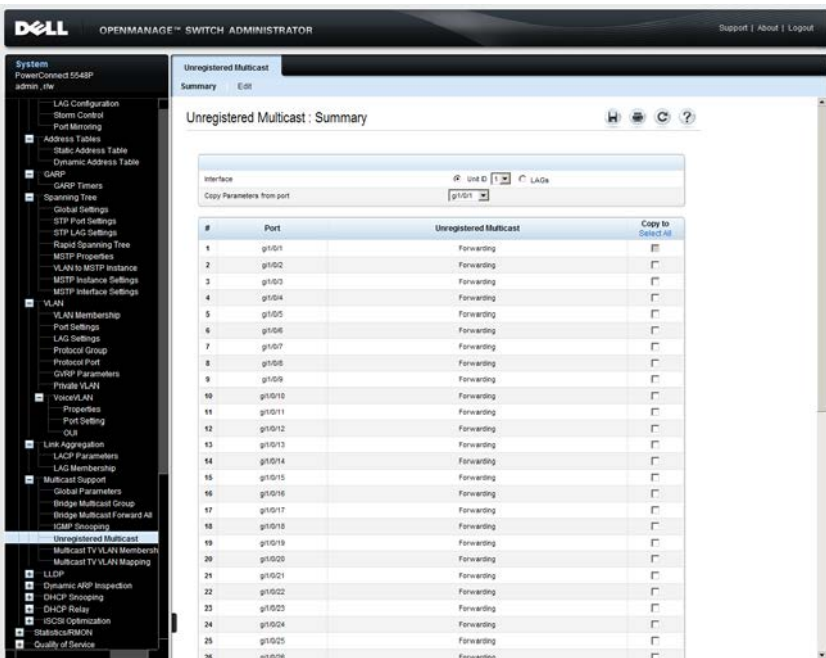 DELL OPENMANAGE™ SWITCH ADMINISTRATOR Support | About | Logout
System
PowerConnect 5548P
admin , r/w
LAG Configuration
Storm Control
Port Mirroring
Address Tables
Static Address Table
Dynamic Address Table
GARP
GARP Timers
Spanning Tree
Global Settings
STP Port Settings
STP LAG Settings
Rapid Spanning Tree
MSTP Properties
VLAN to MSTP Instance
MSTP Instance Settings
MSTP Interface Settings
VLAN
VLAN Membership
Port Settings
LAG Settings
Protocol Group
Protocol Port
GVRP Parameters
Private VLAN
VoiceVLAN
Properties
Port Setting
OUI
Link Aggregation
LACP Parameters
LAG Membership
Multicast Support
Global Parameters
Bridge Multicast Group
Bridge Multicast Forward All
IGMP Snooping
Unregistered Multicast
Multicast TV VLAN Membersh
Multicast TV VLAN Mapping
LLDP
Dynamic ARP Inspection
DHCP Snooping
DHCP Relay
iSCSI Optimization
Statistics/RMON
Quality of Service
Unregistered Multicast
Summary Edit
Unregistered Multicast : Summary
Interface Unit ID 1 LAGs
Copy Parameters from port gi1/0/1
# Port Unregistered Multicast Copy to
Select All
1 gi1/0/1 Forwarding
2 gi1/0/2 Forwarding
3 gi1/0/3 Forwarding
4 gi1/0/4 Forwarding
5 gi1/0/5 Forwarding
6 gi1/0/6 Forwarding
7 gi1/0/7 Forwarding
8 gi1/0/8 Forwarding
9 gi1/0/9 Forwarding
10 gi1/0/10 Forwarding
11 gi1/0/11 Forwarding
12 gi1/0/12 Forwarding
13 gi1/0/13 Forwarding
14 gi1/0/14 Forwarding
15 gi1/0/15 Forwarding
16 gi1/0/16 Forwarding
17 gi1/0/17 Forwarding
18 gi1/0/18 Forwarding
19 gi1/0/19 Forwarding
20 gi1/0/20 Forwarding
21 gi1/0/21 Forwarding
22 gi1/0/22 Forwarding
23 gi1/0/23 Forwarding
24 gi1/0/24 Forwarding
25 gi1/0/25 Forwarding
26 gi1/0/26 Forwarding